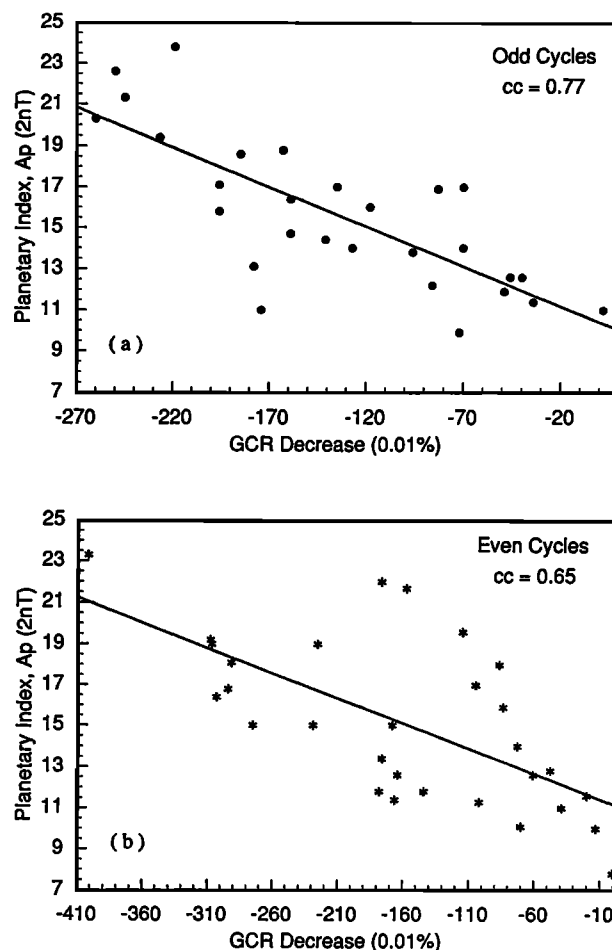 25
23
21
19
17
15
13
11
9
7
Planetary Index, Ap (2nT)
Odd Cycles
cc = 0.77
(a)
-270 -220 -170 -120 -70 -20
GCR Decrease (0.01%)
25
23
21
19
17
15
13
11
9
7
Planetary Index, Ap (2nT)
Even Cycles
cc = 0.65
(b)
-410 -360 -310 -260 -210 -160 -110 -60 -10
GCR Decrease (0.01%)